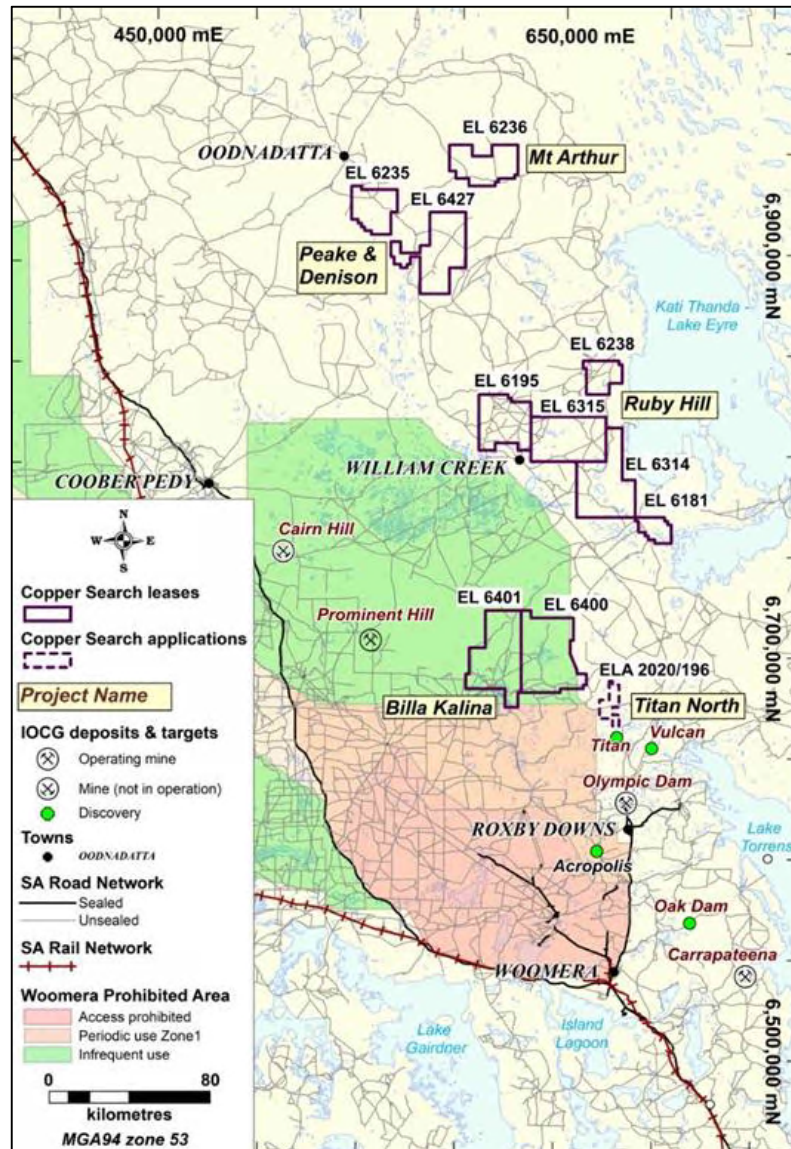 450,000 mE
650,000 mE
EL 6236
OODNADATTA
Mt Arthur
EL 6235
EL 6427
6,900,000 mN
Peake &
Denison
Kati Thanda -
Lake Eyre
EL 6238
EL 6195
EL 6315
Ruby Hill
WILLIAM CREEK
EL 6314
COOBER PEDY
EL 6181
Cairn Hill
EL 6401
EL 6400
Prominent Hill
6,700,000 mN
ELA 2020/196
Billa Kalina
Titan North
Titan
Vulcan
Olympic Dam
ROXBY DOWNS
Lake
Torrens
Acropolis
Oak Dam
Carrapateena
WOOMERA
Lake
Gairdner
Island
Lagoon
6,500,000 mN
N
W E
S
Copper Search leases
Copper Search applications
Project Name
IOCG deposits & targets
Operating mine
Mine (not in operation)
Discovery
Towns
OODNADATTA
SA Road Network
Sealed
Unsealed
SA Rail Network
Woomera Prohibited Area
Access prohibited
Periodic use Zone1
Infrequent use
0 80
kilometres
MGA94 zone 53